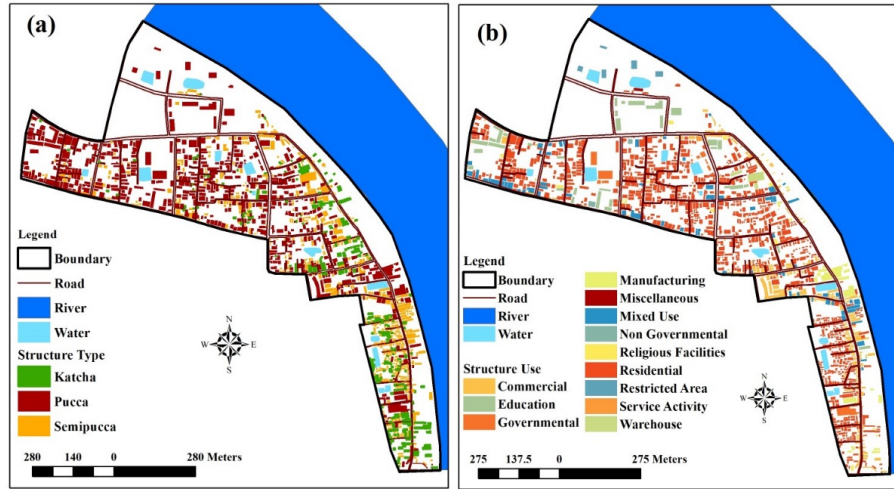 (a)
Legend
Boundary
Road
River
Water
Structure Type
Katcha
Pucca
Semipucca
N
W E
S
280 140 0 280 Meters
(b)
Legend
Boundary
Road
River
Water
Structure Use
Commercial
Education
Governmental
Manufacturing
Miscellaneous
Mixed Use
Non Governmental
Religious Facilities
Residential
Restricted Area
Service Activity
Warehouse
N
W E
S
275 137.5 0 275 Meters